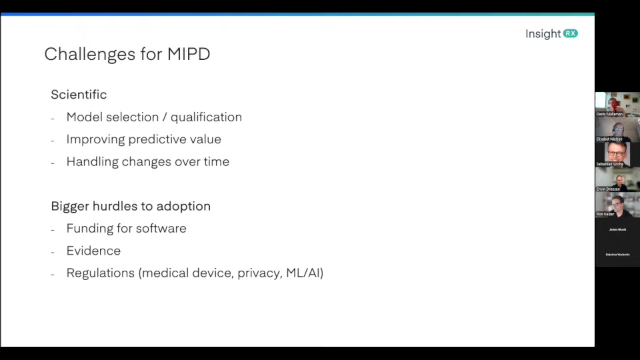 Insight RX
Challenges for MIPD
Scientific
- Model selection / qualification
- Improving predictive value
- Handling changes over time
Bigger hurdles to adoption
- Funding for software
- Evidence
- Regulations (medical device, privacy, ML/AI)